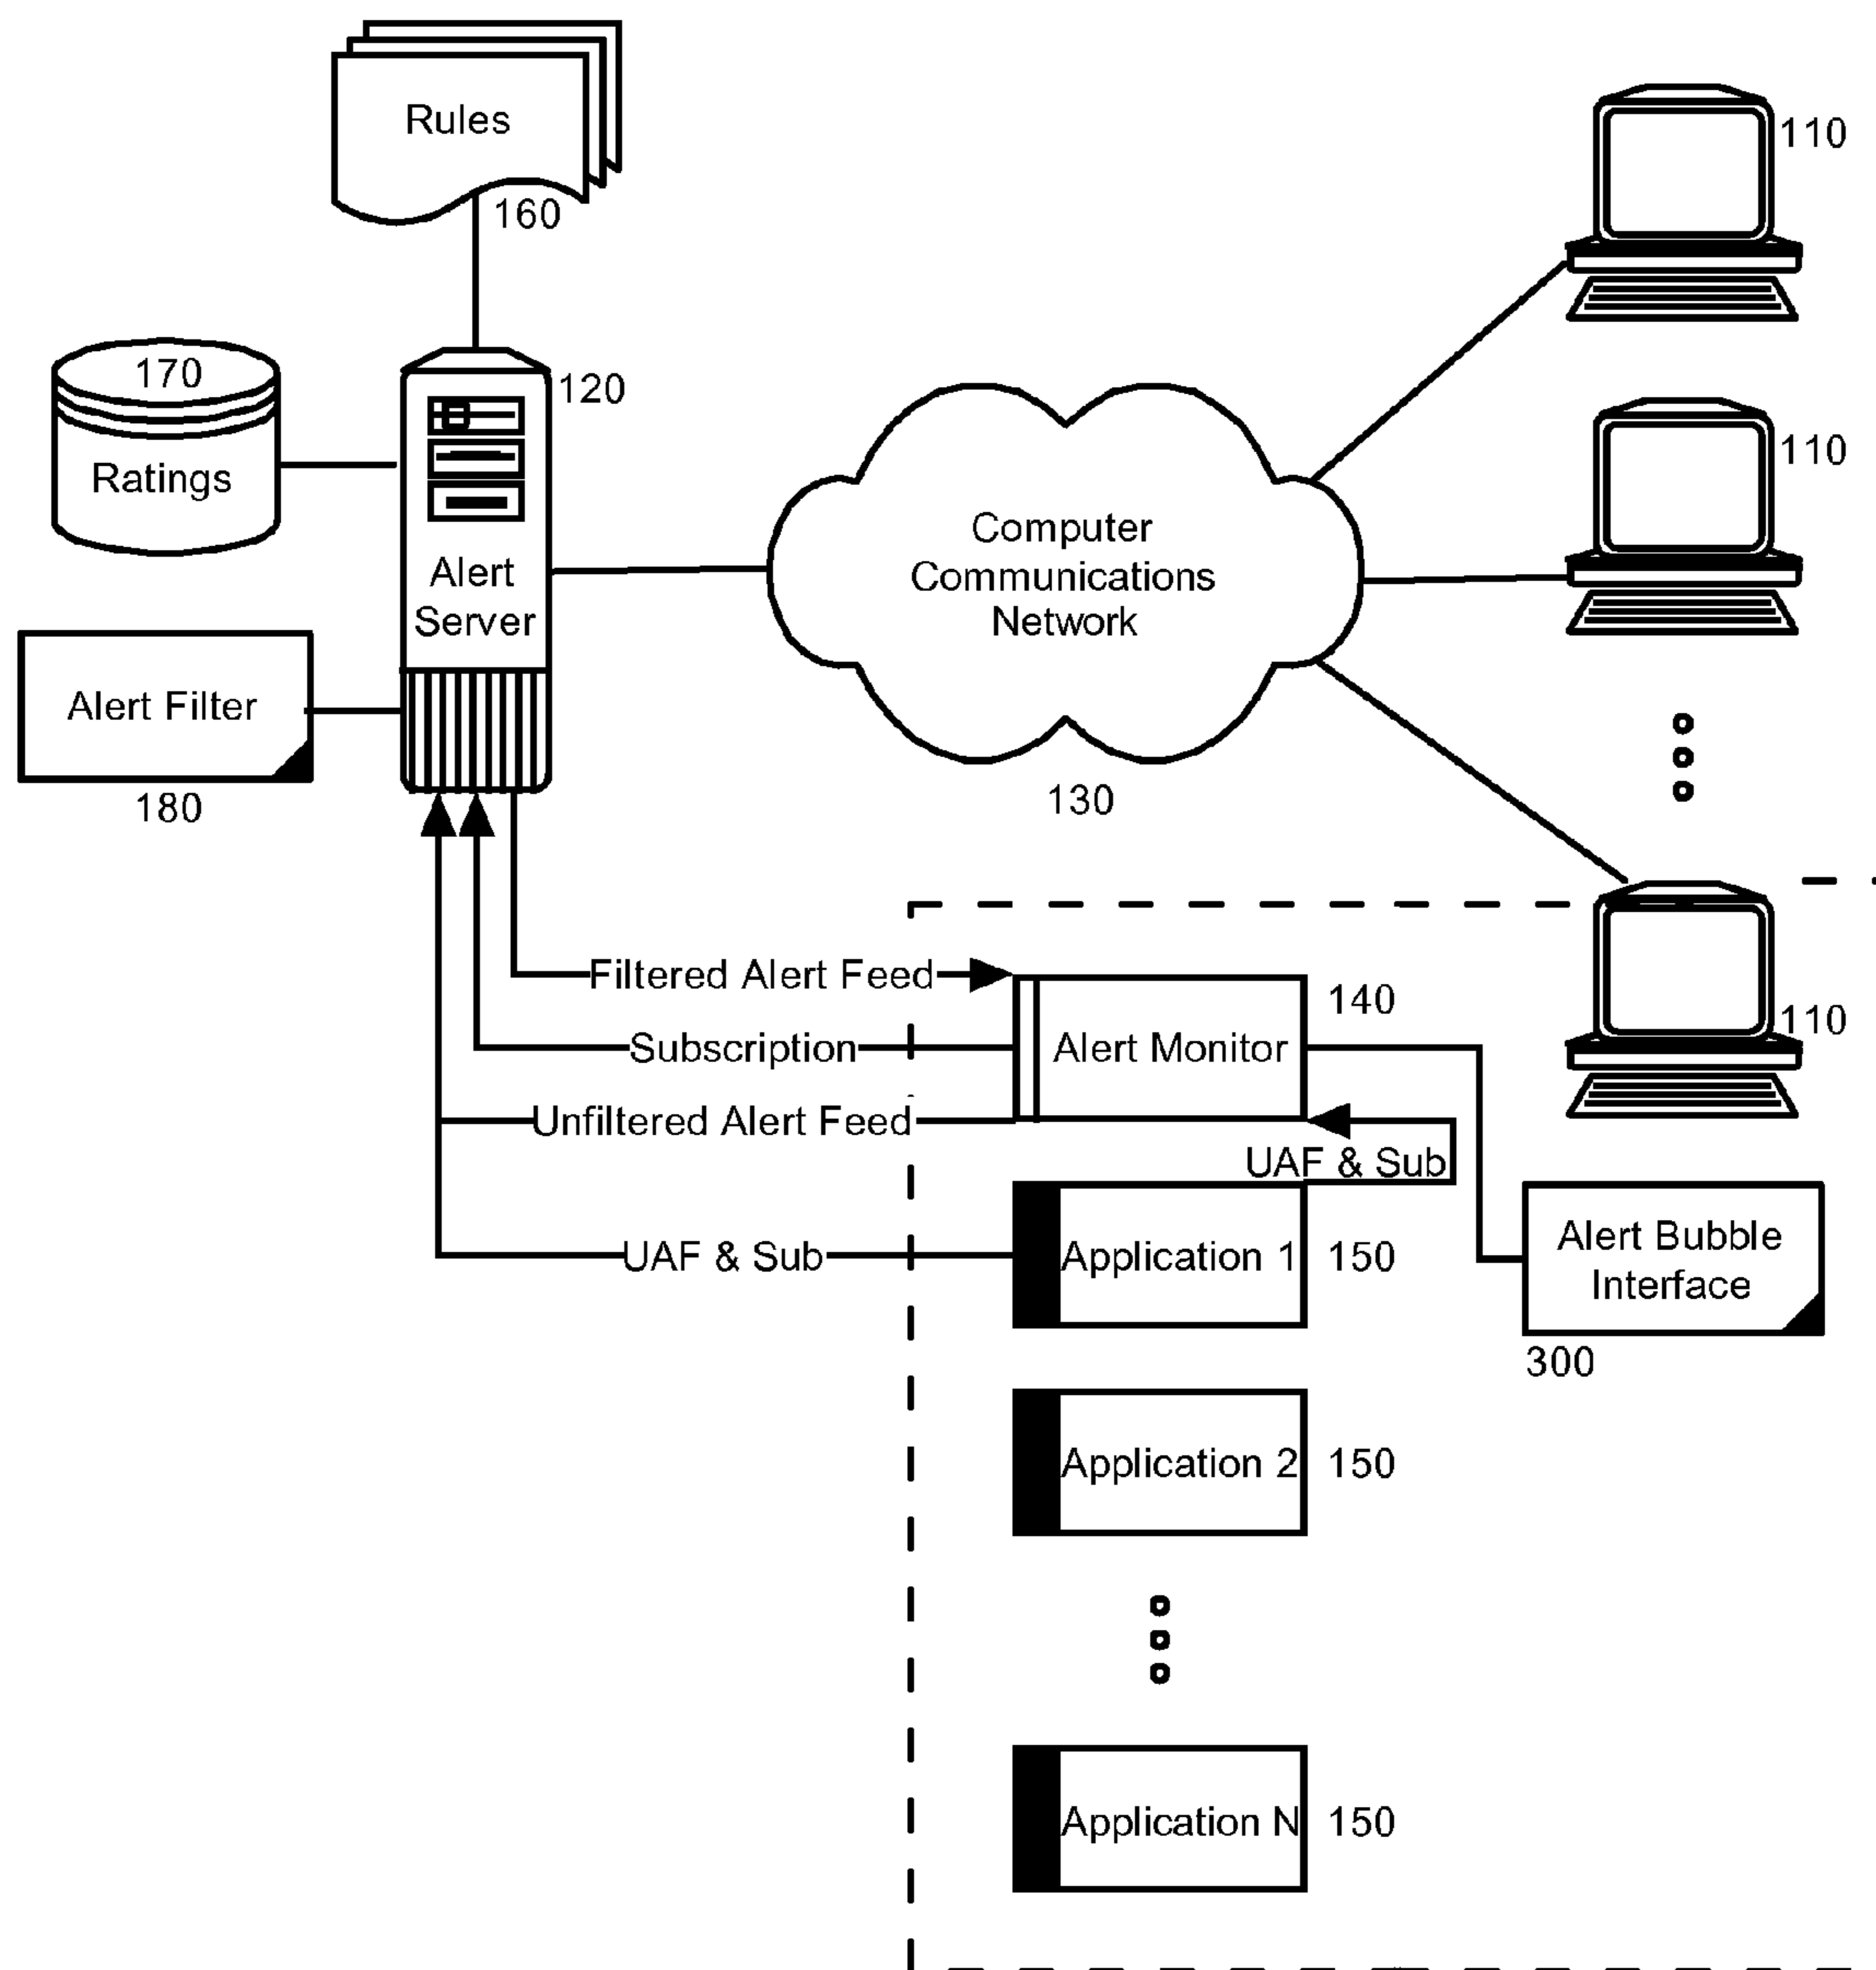 Rules
160
110
170
Ratings
120
Alert
Server
Computer
Communications
Network
130
110
Alert Filter
180
Filtered Alert Feed
Subscription
Unfiltered Alert Feed
UAF & Sub
140
Alert Monitor
110
UAF & Sub
Application 1
150
Alert Bubble
Interface
300
Application 2
150
Application N
150